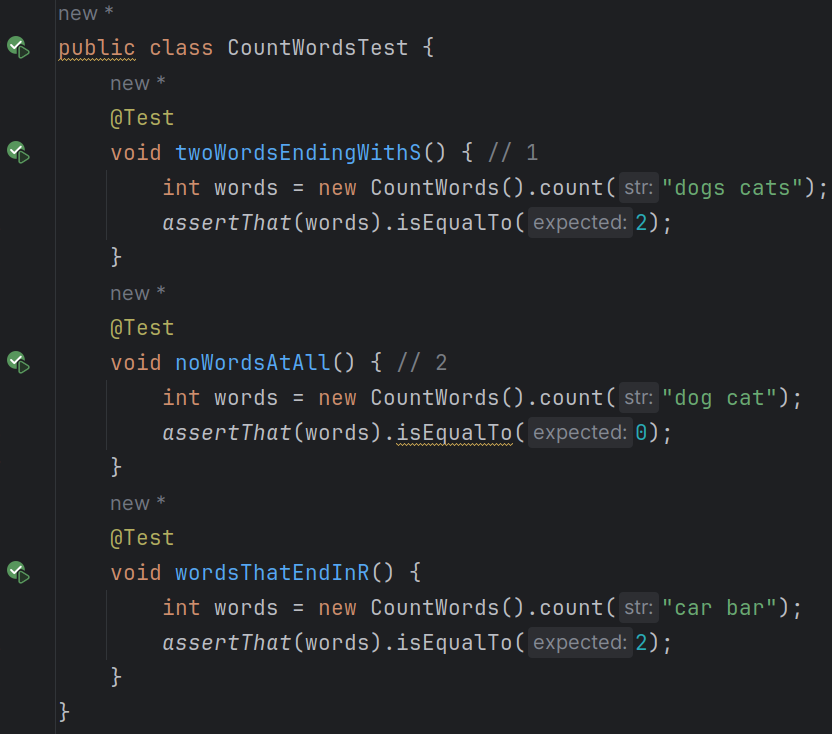 new *
public class CountWordsTest {
new *
@Test
void twoWordsEndingWithS() { // 1
int words = new CountWords().count( str: "dogs cats");
assertThat(words).isEqualTo( expected: 2);
}
new *
@Test
void noWordsAtAll() { // 2
int words = new CountWords().count( str: "dog cat");
assertThat(words).isEqualTo( expected: 0);
}
new *
@Test
void wordsThatEndInR() {
int words = new CountWords().count( str: "car bar");
assertThat(words).isEqualTo( expected: 2);
}
}